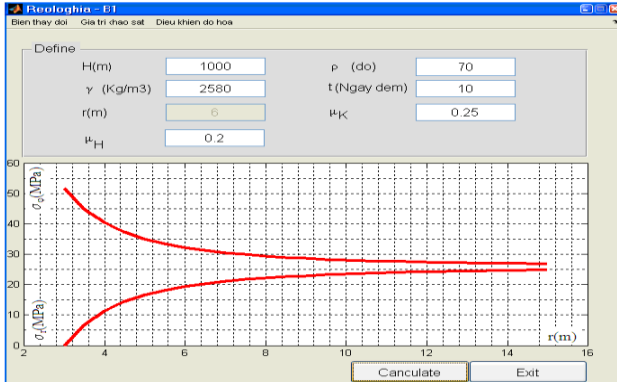 Reologhia - B1
Bien thay doi Gia tri khao sat Dieu khien do hoa
Define
H(m) 1000 ρ (do) 70
γ (Kg/m3) 2580 t(Ngay dem) 10
r(m) 6 μK 0.25
μH 0.2
60
50
40
30
20
10
0
σθ(MPa)
σr(MPa)
r(m)
2 4 6 8 10 12 14 16
Canculate Exit